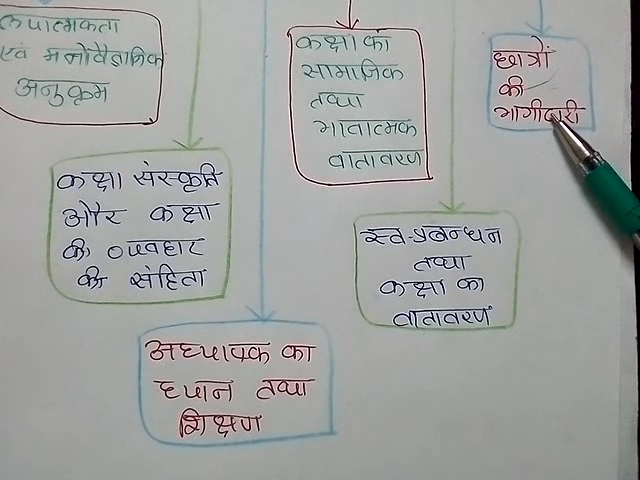 एवं मनोवैज्ञानिक
अनुक्रम
कक्षा का
सामाजिक
तथा
भावात्मक
वातावरण
छात्रों
की
भागीदारी
कक्षा संस्कृति
और कक्षा
की व्यवहार
की संहिता
स्व-प्रबन्धन
तथा
कक्षा का
वातावरण
अध्यापक का
ध्यान तथा
शिक्षण